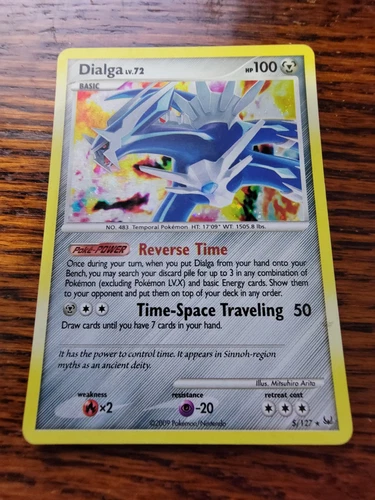 Dialga LV.72 HP 100
BASIC
NO. 483 Temporal Pokémon HT: 17'09" WT: 1505.8 lbs.
Poké-POWER Reverse Time
Once during your turn, when you put Dialga from your hand onto your
Bench, you may search your discard pile for up to 3 in any combination of
Pokémon (excluding Pokémon LV.X) and basic Energy cards. Show them
to your opponent and put them on top of your deck in any order.
Time-Space Traveling 50
Draw cards until you have 7 cards in your hand.
It has the power to control time. It appears in Sinnoh-region
myths as an ancient deity.
Illus. Mitsuhiro Arita
weakness resistance retreat cost
×2 -20
©2009 Pokémon/Nintendo 5/127 ★